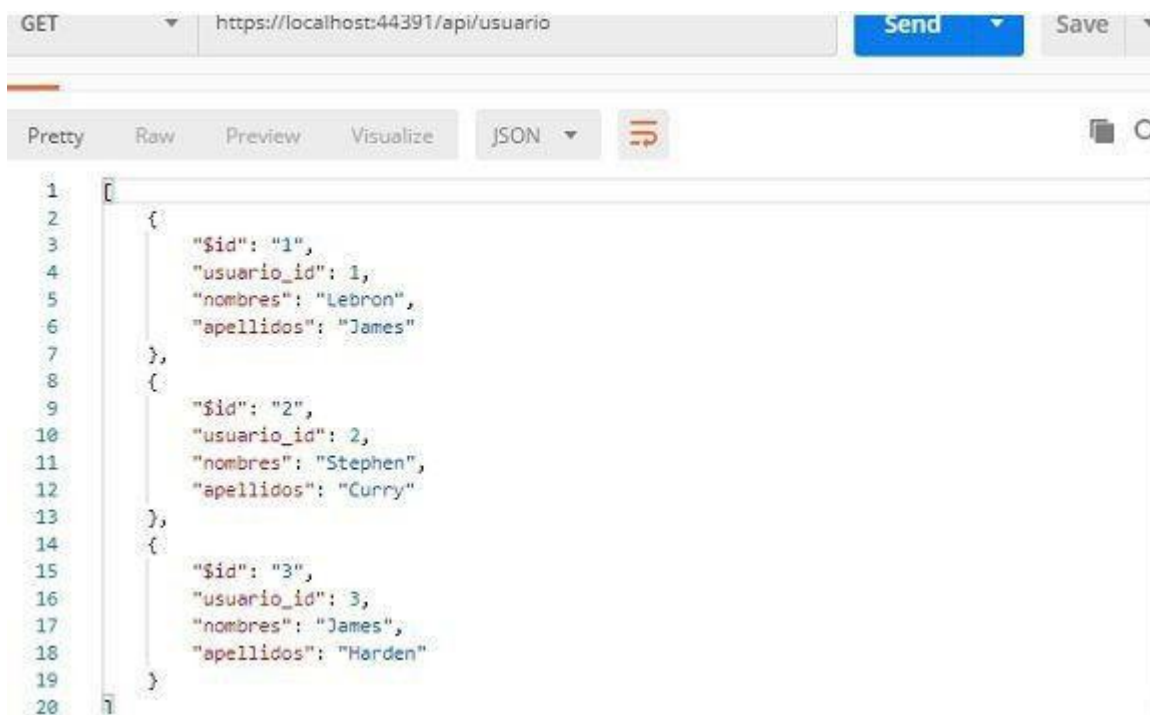 GET https://localhost:44391/api/usuario Send Save
Pretty Raw Preview Visualize JSON
1 [
2 {
3 "$id": "1",
4 "usuario_id": 1,
5 "nombres": "Lebron",
6 "apellidos": "James"
7 },
8 {
9 "$id": "2",
10 "usuario_id": 2,
11 "nombres": "Stephen",
12 "apellidos": "Curry"
13 },
14 {
15 "$id": "3",
16 "usuario_id": 3,
17 "nombres": "James",
18 "apellidos": "Harden"
19 }
20 ]